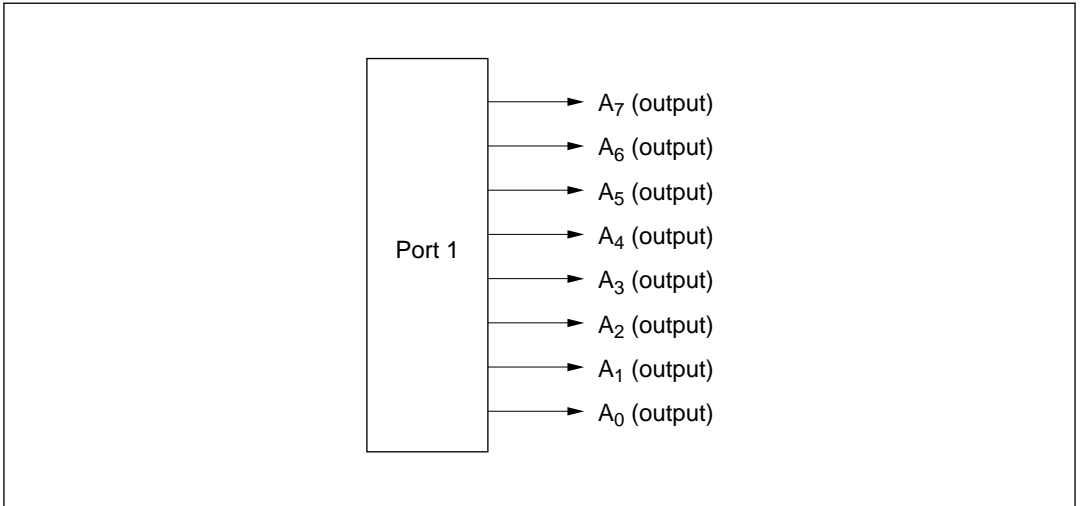 A7 (output)
A6 (output)
A5 (output)
A4 (output)
Port 1
A3 (output)
A2 (output)
A1 (output)
A0 (output)